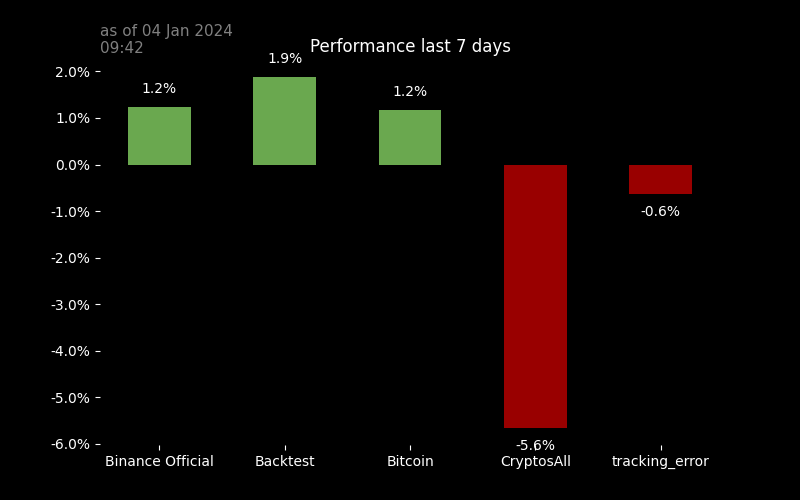 as of 04 Jan 2024
09:42
Performance last 7 days
2.0%
1.0%
0.0%
-1.0%
-2.0%
-3.0%
-4.0%
-5.0%
-6.0%
1.2%
1.9%
1.2%
-5.6%
-0.6%
Binance Official
Backtest
Bitcoin
CryptosAll
tracking_error